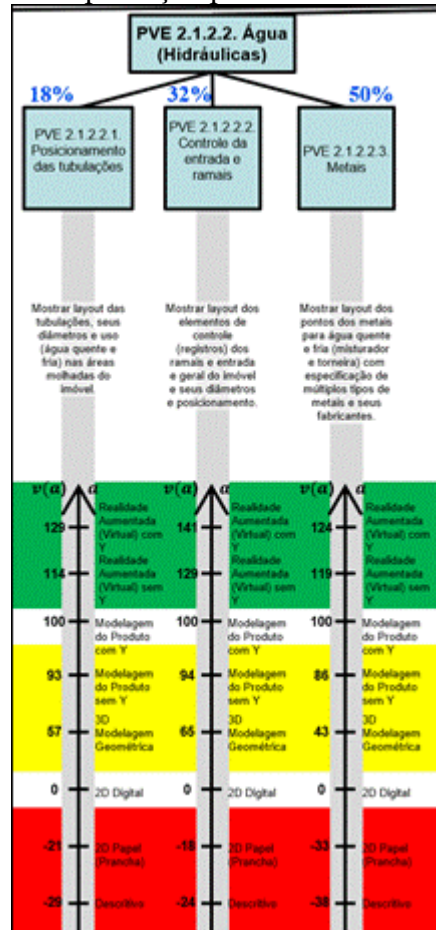 PVE 2.1.2.2. Água
(Hidráulicas)
18%
32%
50%
PVE 2.1.2.2.1.
Posicionamento
das tubulações
PVE 2.1.2.2.2.
Controle da
entrada e
ramais
PVE 2.1.2.2.3.
Metais
Mostrar layout das
tubulações, seus
diâmetros e uso
(água quente e
fria) nas áreas
molhadas do
imóvel.
Mostrar layout dos
elementos de
controle
(registros) dos
ramais e entrada
e geral do imóvel
e seus diâmetros
e posicionamento.
Mostrar layout dos
pontos dos metais
para água quente
e fria (misturador
e torneira) com
especificação de
múltiplos tipos de
metais e seus
fabricantes.
v(a) a
129
Realidade
Aumentada
(Virtual) com
Y
114
Realidade
Aumentada
(Virtual) sem
Y
100
Modelagem
do Produto
com Y
93
Modelagem
do Produto
sem Y
57
3D
Modelagem
Geométrica
0
2D Digital
-21
2D Papel
(Prancha)
-29
Descritivo
v(a) a
141
Realidade
Aumentada
(Virtual) com
Y
129
Realidade
Aumentada
(Virtual) sem
Y
100
Modelagem
do Produto
com Y
94
Modelagem
do Produto
sem Y
65
3D
Modelagem
Geométrica
0
2D Digital
-18
2D Papel
(Prancha)
-24
Descritivo
v(a) a
124
Realidade
Aumentada
(Virtual) com
Y
119
Realidade
Aumentada
(Virtual) sem
Y
100
Modelagem
do Produto
com Y
86
Modelagem
do Produto
sem Y
43
3D
Modelagem
Geométrica
0
2D Digital
-33
2D Papel
(Prancha)
-38
Descritivo